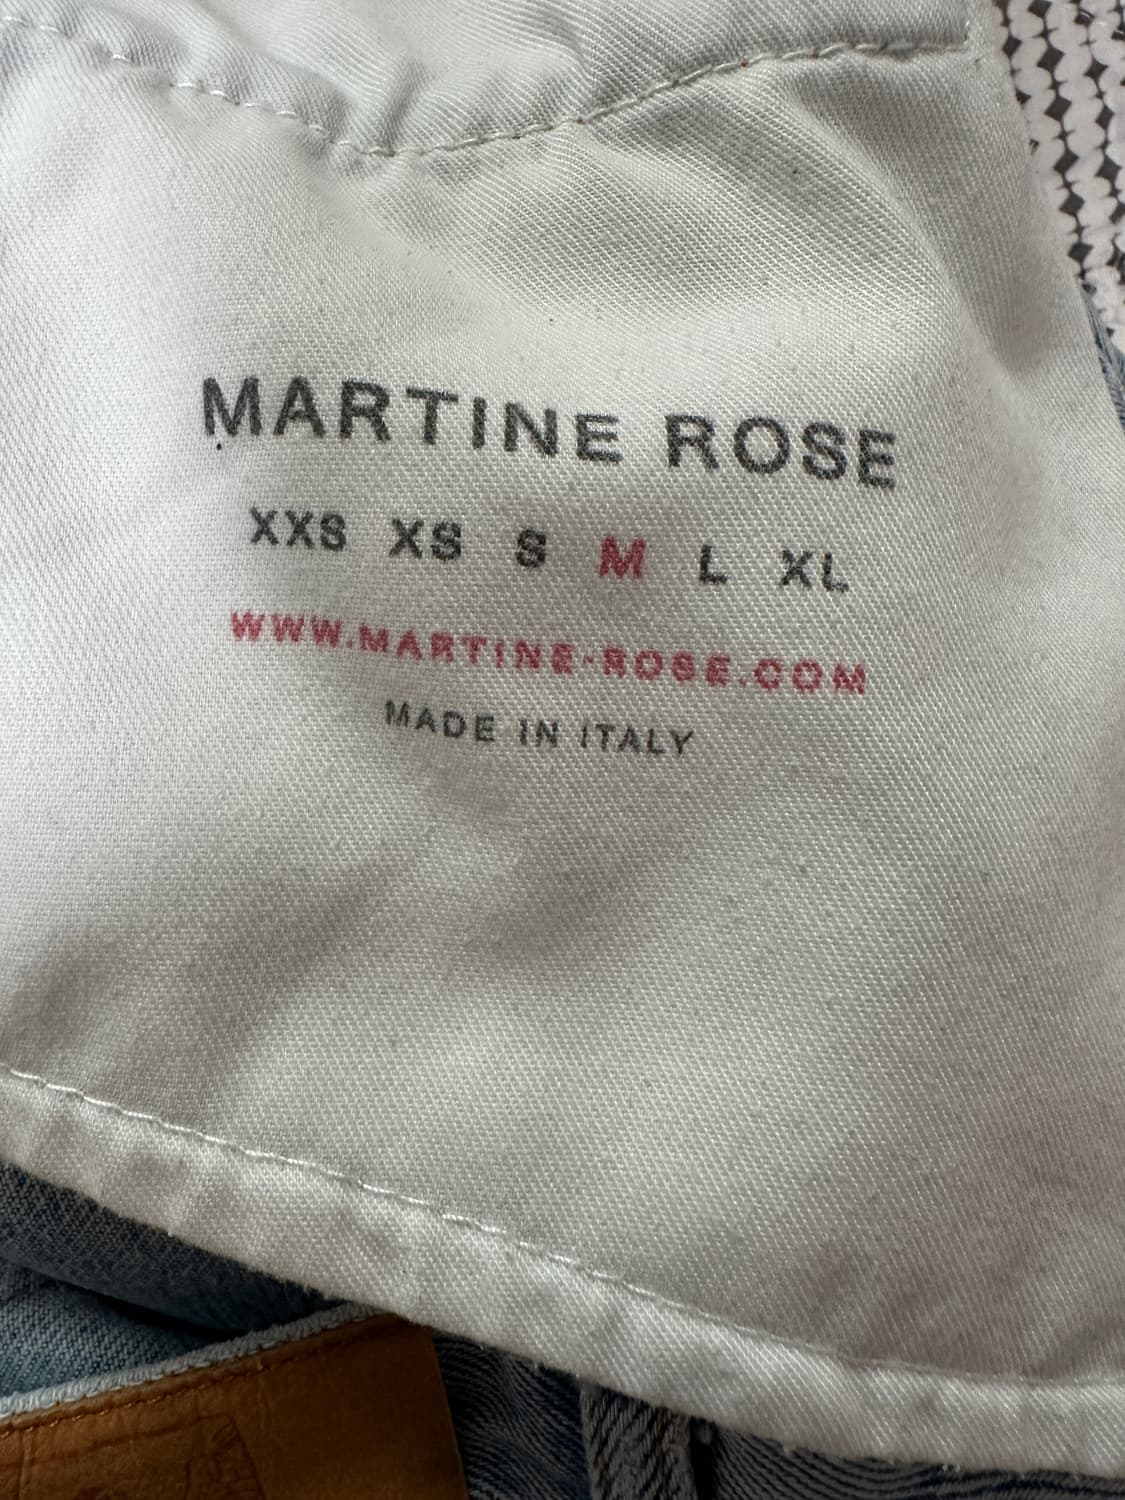 MARTINE ROSE
XXS XS S M L XL
WWW.MARTINE-ROSE.COM
MADE IN ITALY